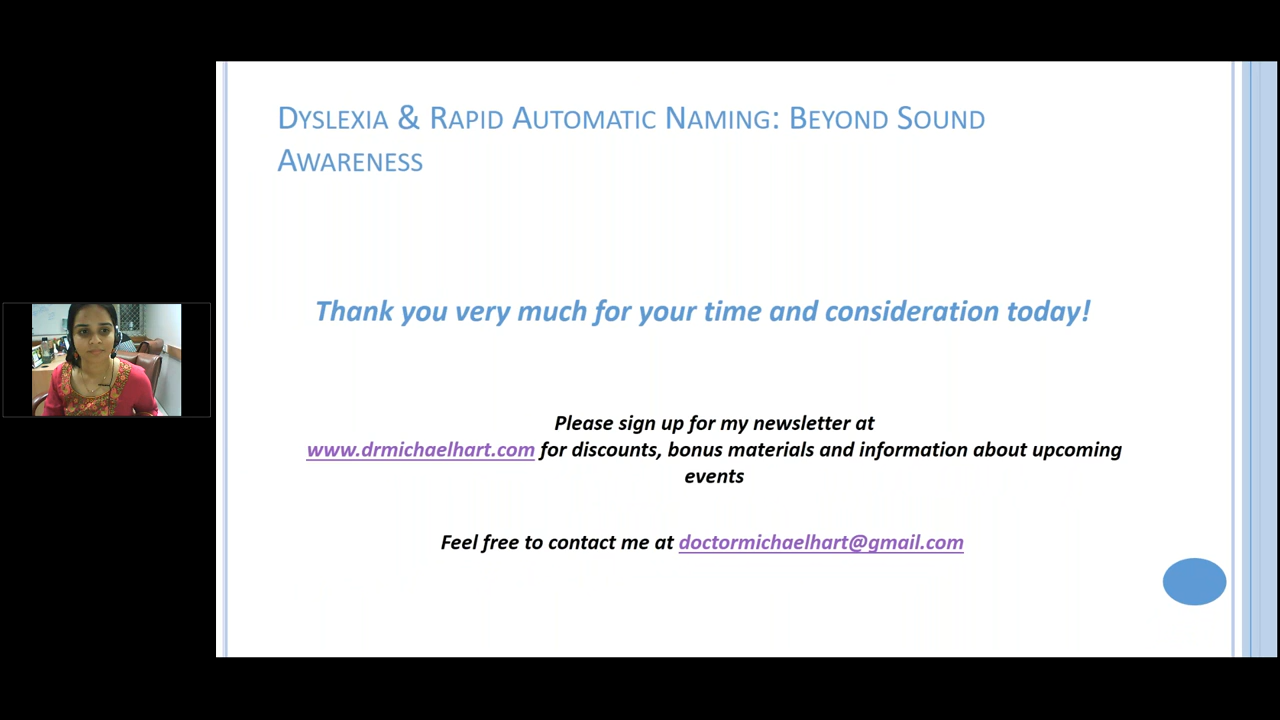 Dyslexia & Rapid Automatic Naming: Beyond Sound
Awareness
Thank you very much for your time and consideration today!
Please sign up for my newsletter at
www.drmichaelhart.com for discounts, bonus materials and information about upcoming
events
Feel free to contact me at doctormichaelhart@gmail.com